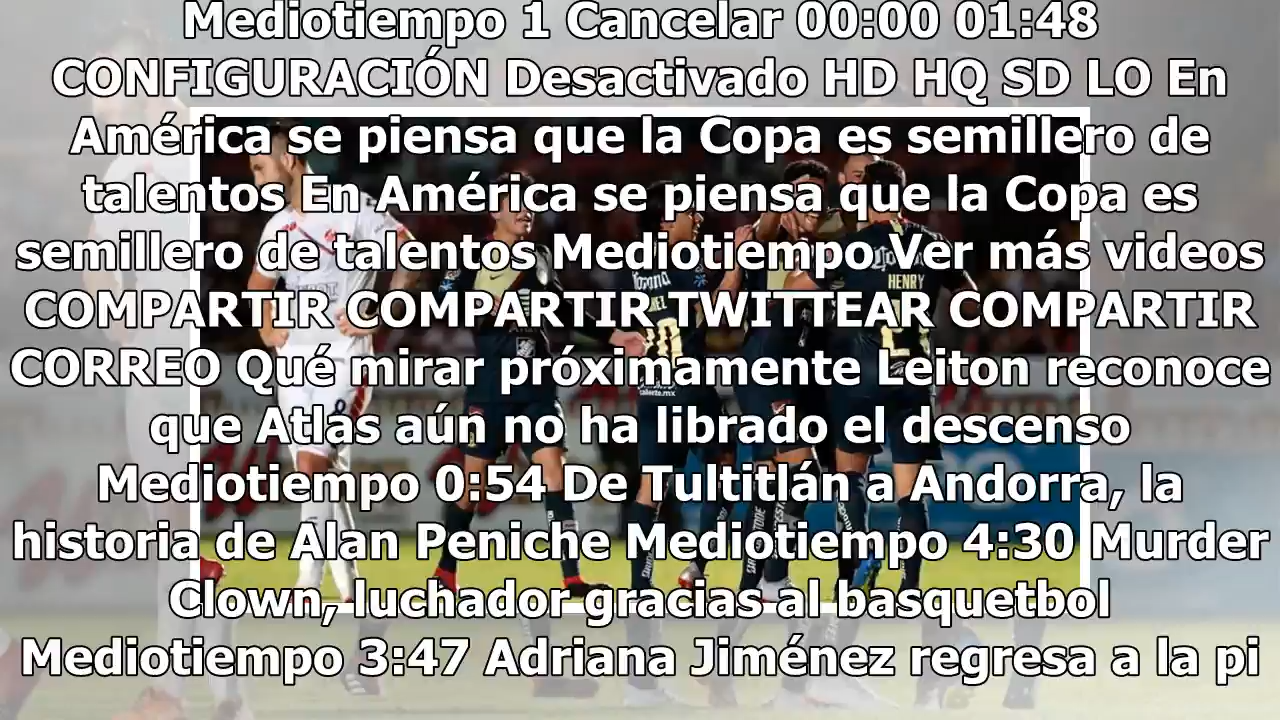 Mediotiempo 1 Cancelar 00:00 01:48
CONFIGURACIÓN Desactivado HD HQ SD LO En
América se piensa que la Copa es semillero de
talentos En América se piensa que la Copa es
semillero de talentos Mediotiempo Ver más videos
COMPARTIR COMPARTIR TWITTEAR COMPARTIR
CORREO Qué mirar próximamente Leiton reconoce
que Atlas aún no ha librado el descenso
Mediotiempo 0:54 De Tultitlán a Andorra, la
historia de Alan Peniche Mediotiempo 4:30 Murder
Clown, luchador gracias al basquetbol
Mediotiempo 3:47 Adriana Jiménez regresa a la pi
Corona
HENRY